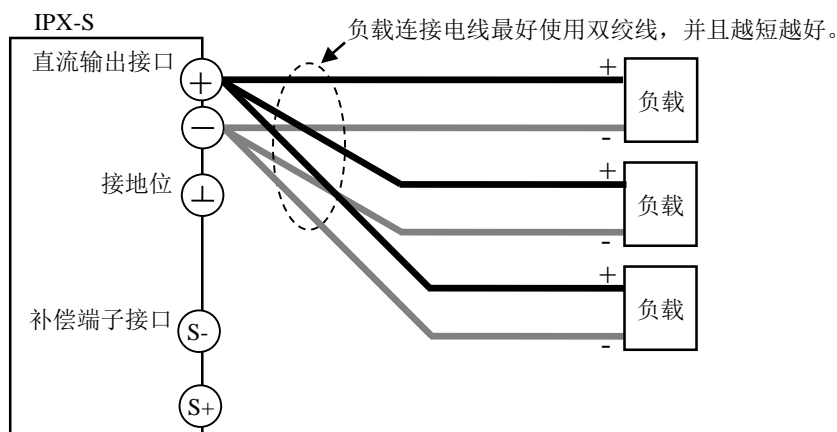 IPX-S
负载连接电线最好使用双绞线，并且越短越好。
直流输出接口
+
−
接地位
⊥
补偿端子接口
S-
S+
+
负载
-
+
负载
-
+
负载
-